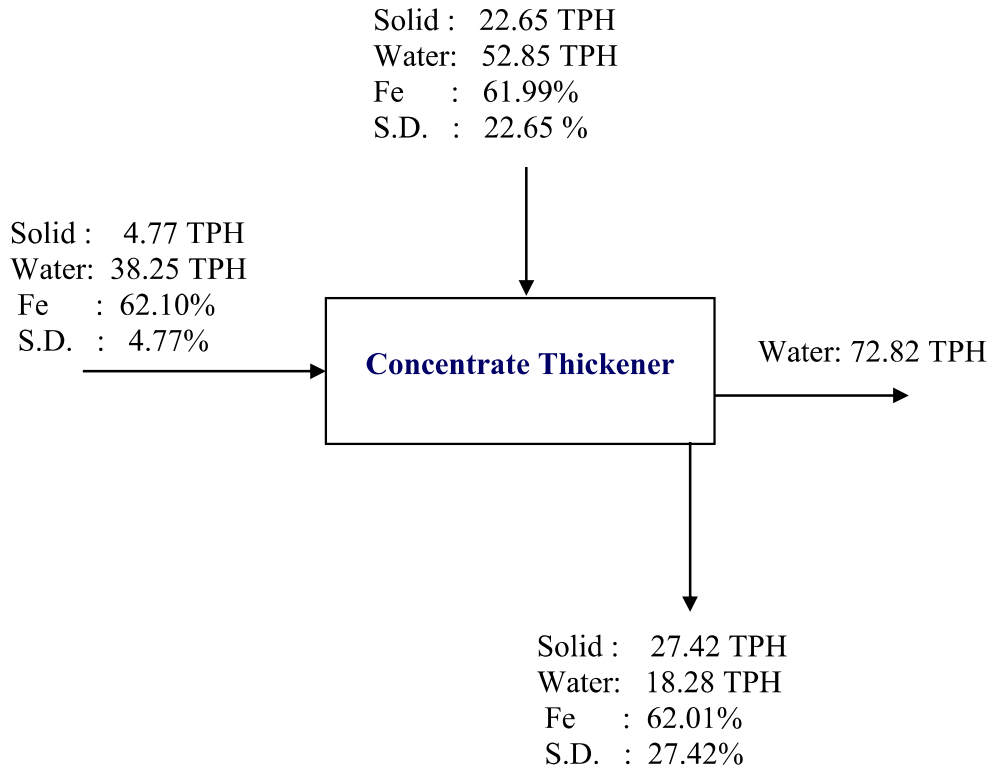 Solid : 22.65 TPH
Water: 52.85 TPH
Fe : 61.99%
S.D. : 22.65 %
Solid : 4.77 TPH
Water: 38.25 TPH
Fe : 62.10%
S.D. : 4.77%
Concentrate Thickener
Water: 72.82 TPH
Solid : 27.42 TPH
Water: 18.28 TPH
Fe : 62.01%
S.D. : 27.42%